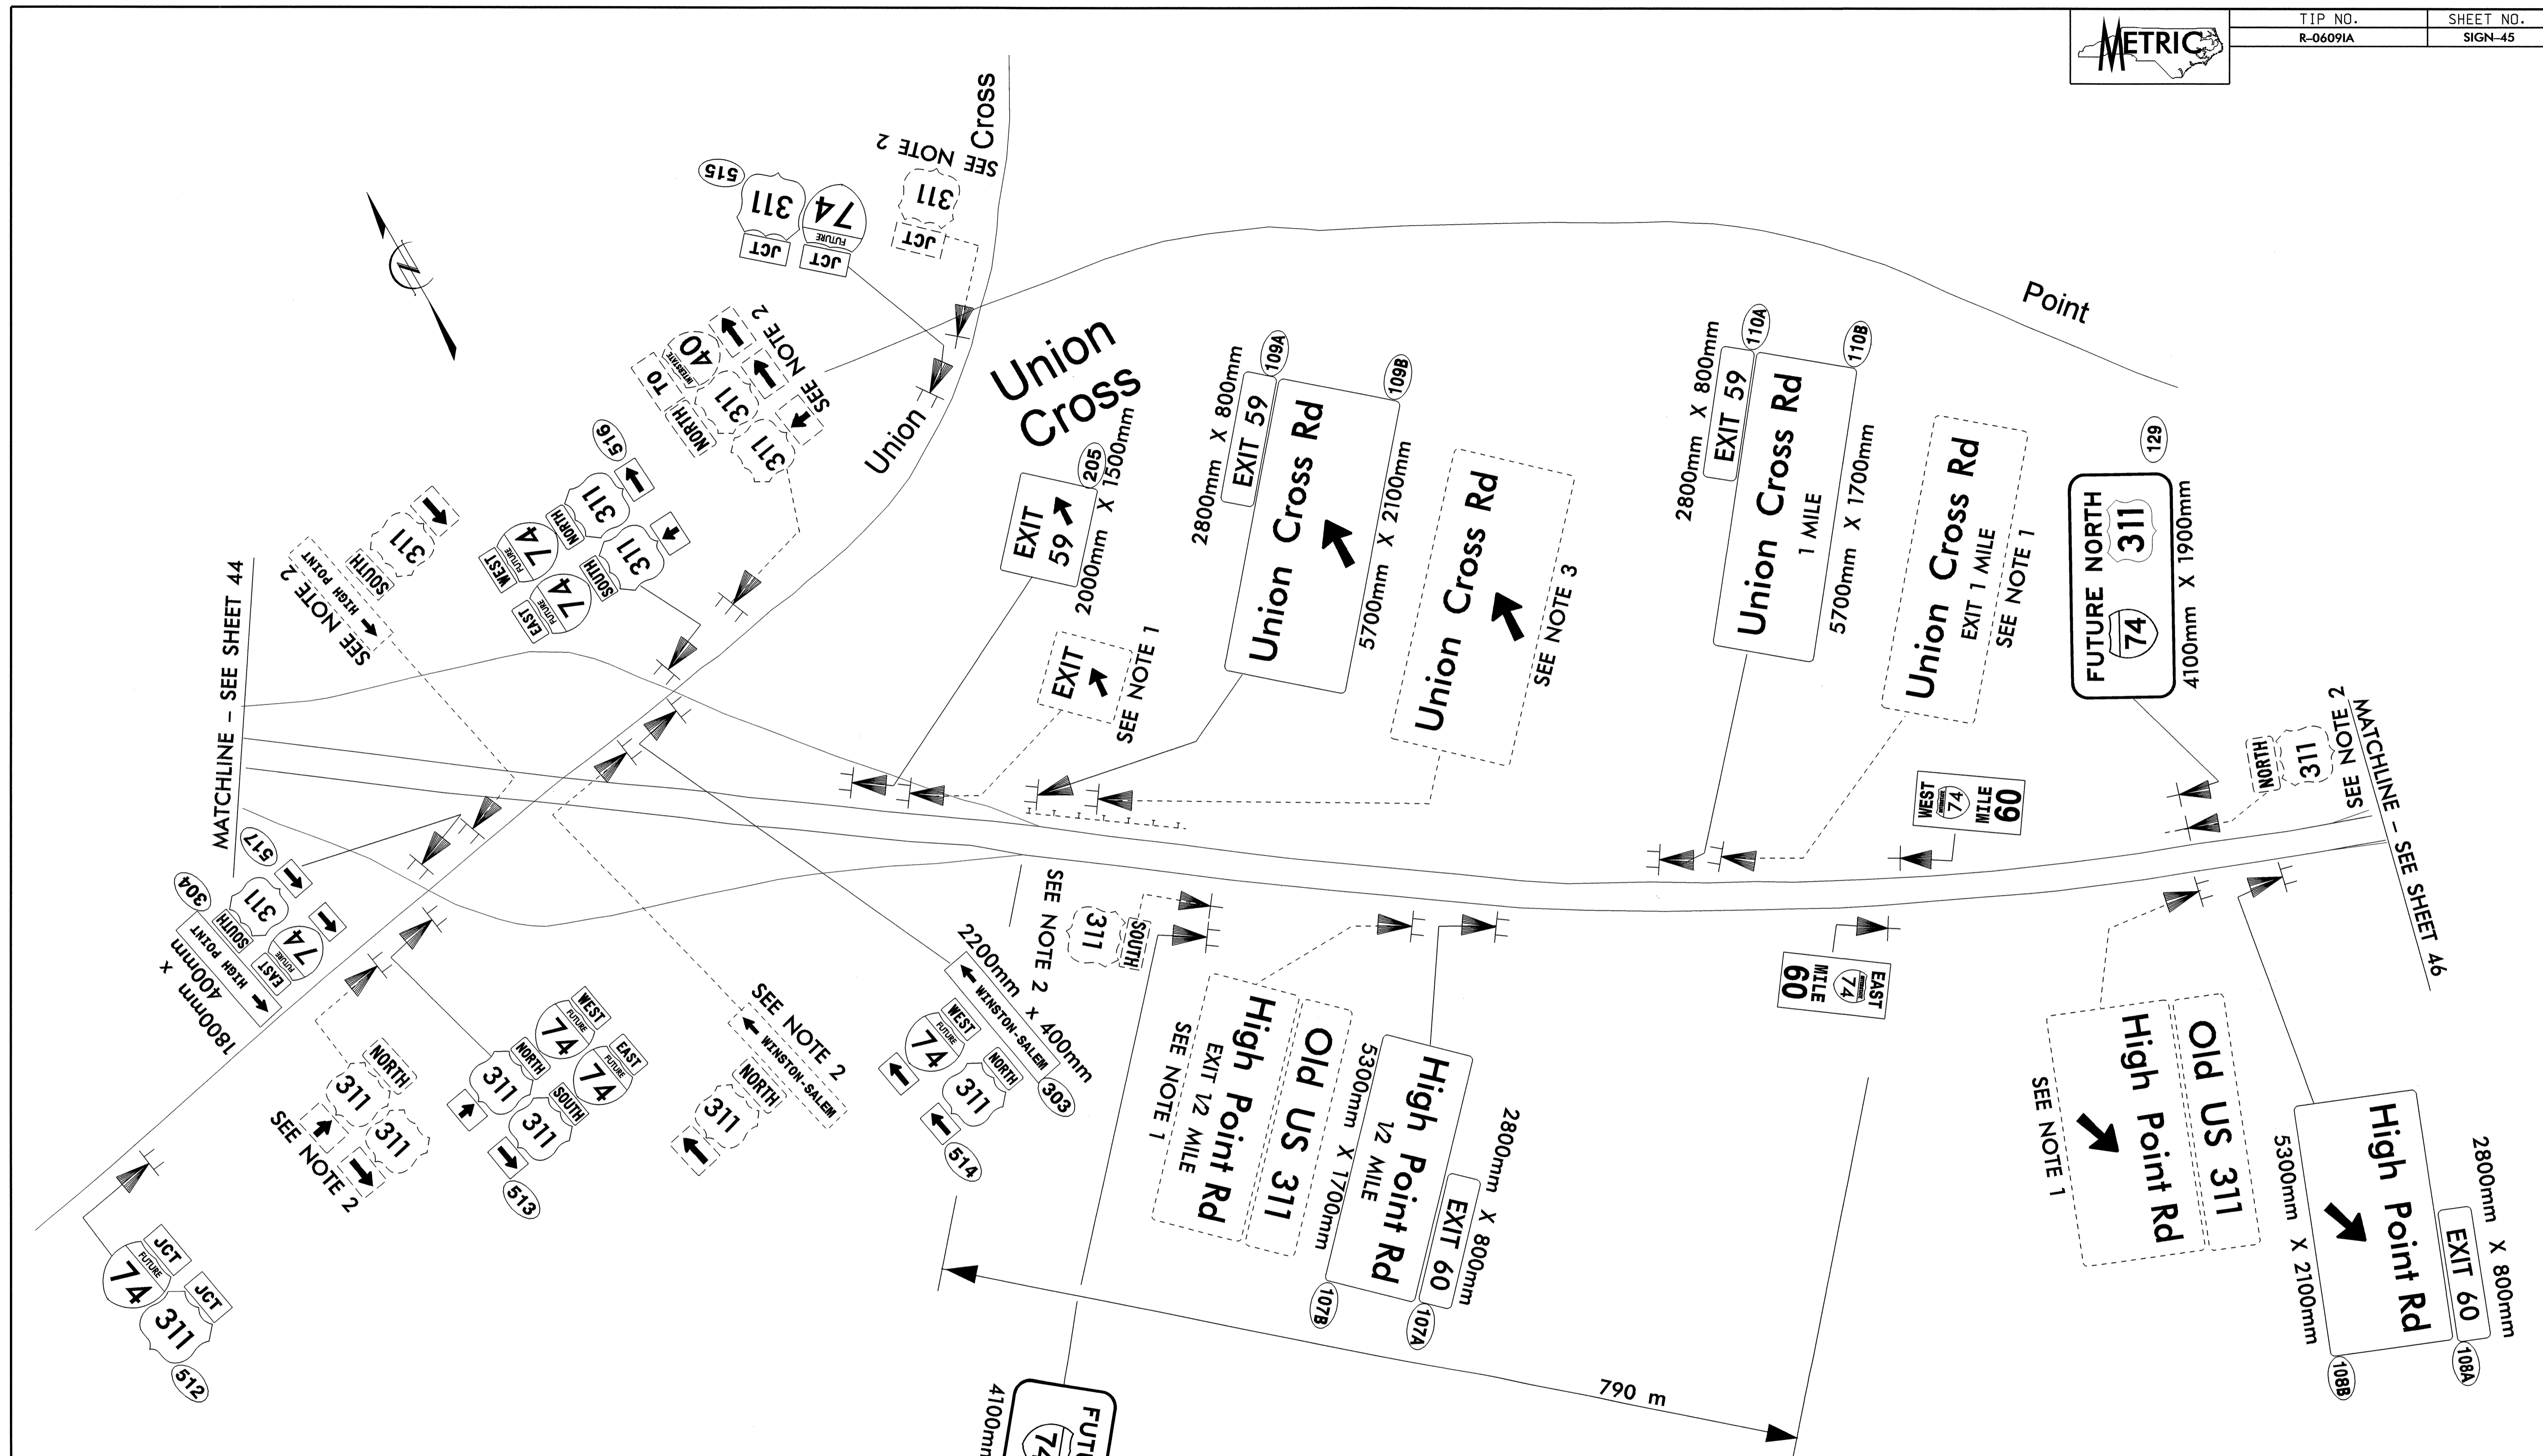 METRIC
TIP NO.
SHEET NO.
R-0609IA
SIGN-45
Cross
SEE
NOTE 2
311
JCT
515
311
JCT
74
FUTURE
JCT
SEE NOTE 2
TO
INTERSTATE
40
NORTH
311
311
516
NORTH
311
WEST
FUTURE
74
SOUTH
311
EAST
FUTURE
74
SOUTH
311
HIGH POINT
SEE NOTE 2
Union
Union
Cross
Point
MATCHLINE - SEE SHEET 44
205
EXIT
59
2000mm X 1500mm
EXIT
SEE NOTE 1
109A
2800mm X 800mm
EXIT 59
109B
Union Cross Rd
5700mm X 2100mm
Union Cross Rd
SEE NOTE 3
110A
2800mm X 800mm
EXIT 59
110B
Union Cross Rd
1 MILE
5700mm X 1700mm
Union Cross Rd
EXIT 1 MILE
SEE NOTE 1
129
FUTURE NORTH
74
311
4100mm X 1900mm
WEST
74
MILE
60
NORTH
311
SEE NOTE 2
MATCHLINE - SEE SHEET 46
517
304
311
SOUTH
74
FUTURE
EAST
HIGH POINT
1800mm
X
400mm
NORTH
311
311
SEE NOTE 2
WEST
FUTURE
74
NORTH
311
EAST
FUTURE
74
SOUTH
311
513
JCT
FUTURE
74
JCT
311
512
SEE NOTE 2
WINSTON-SALEM
NORTH
311
2200mm X 400mm
WINSTON-SALEM
303
WEST
FUTURE
74
NORTH
311
514
SEE NOTE 2
SOUTH
311
Old US 311
High Point Rd
EXIT 1/2 MILE
SEE NOTE 1
High Point Rd
1/2 MILE
5300mm X 1700mm
2800mm X 800mm
EXIT 60
107B
107A
EAST
74
MILE
60
Old US 311
High Point Rd
SEE NOTE 1
High Point Rd
5300mm X 2100mm
2800mm X 800mm
EXIT 60
108B
108A
790 m
4100mm
FUTU
74